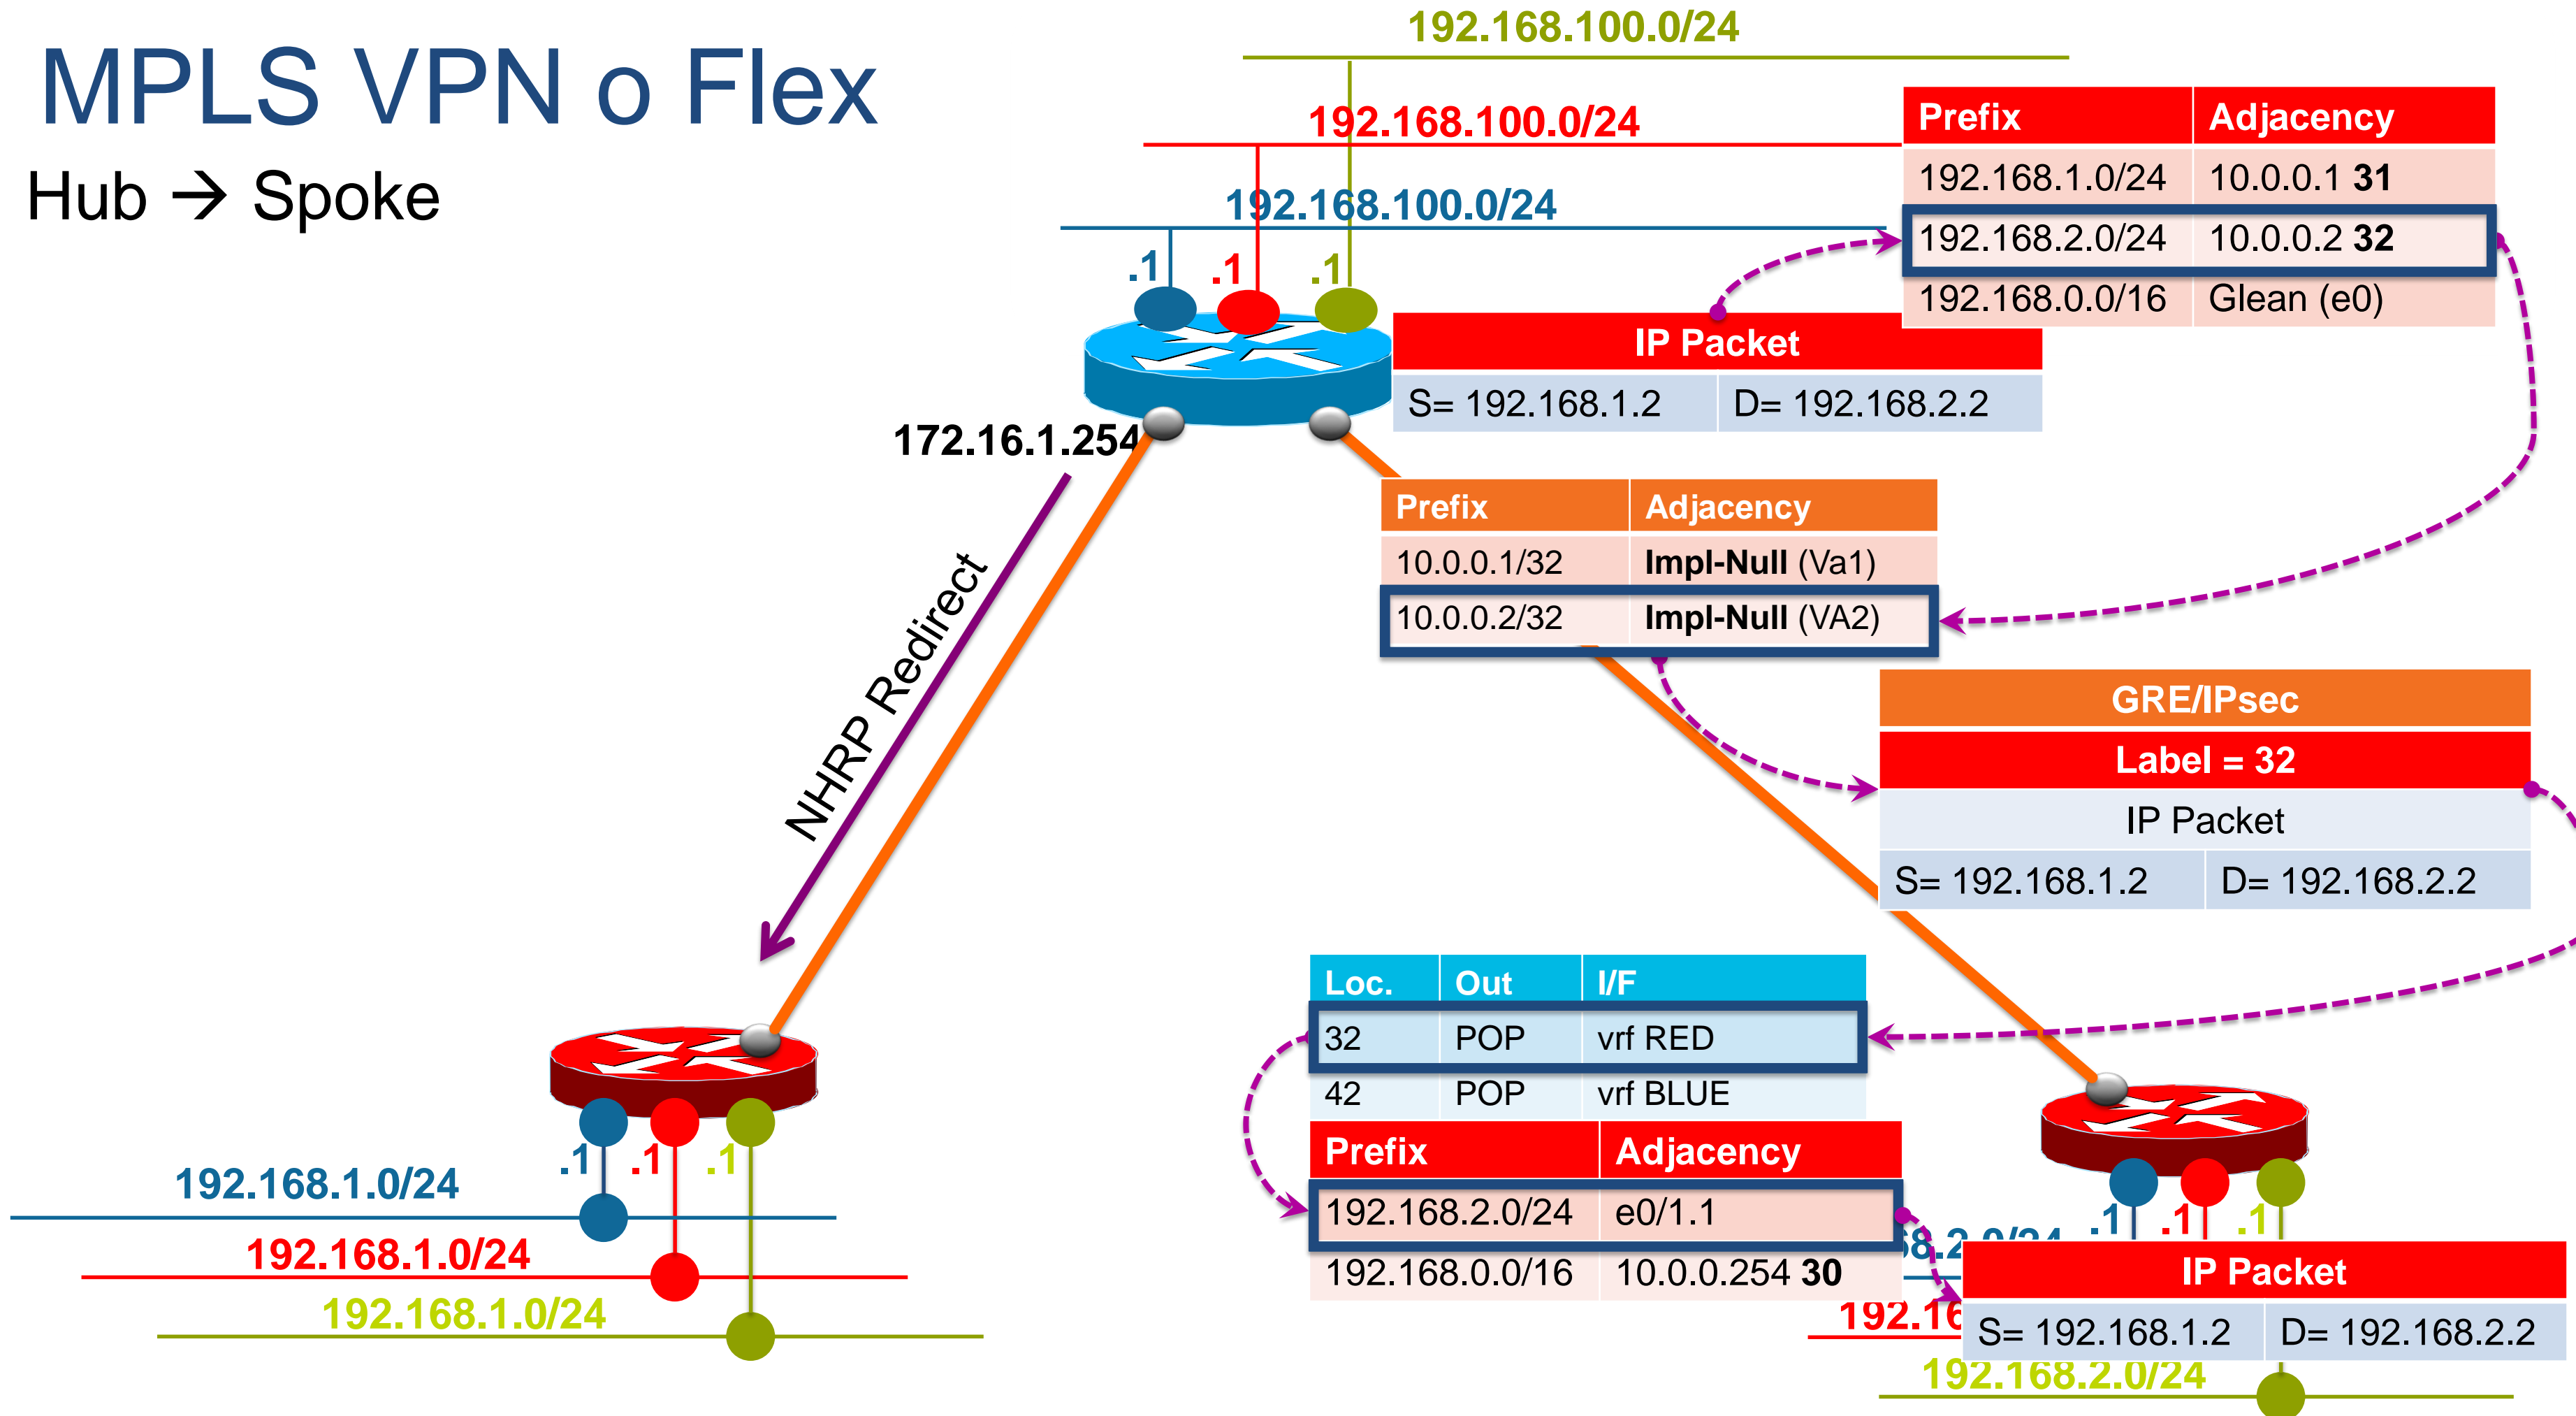 MPLS VPN o Flex
Hub → Spoke
192.168.100.0/24
192.168.100.0/24
192.168.100.0/24
.1 .1 .1
Prefix Adjacency
192.168.1.0/24 10.0.0.1 31
192.168.2.0/24 10.0.0.2 32
192.168.0.0/16 Glean (e0)
IP Packet
S= 192.168.1.2 D= 192.168.2.2
172.16.1.254
NHRP Redirect
Prefix Adjacency
10.0.0.1/32 Impl-Null (Va1)
10.0.0.2/32 Impl-Null (VA2)
GRE/IPsec
Label = 32
IP Packet
S= 192.168.1.2 D= 192.168.2.2
Loc. Out I/F
32 POP vrf RED
42 POP vrf BLUE
Prefix Adjacency
192.168.2.0/24 e0/1.1
192.168.0.0/16 10.0.0.254 30
.1 .1 .1
192.168.1.0/24
192.168.1.0/24
192.168.1.0/24
.1 .1 .1
IP Packet
S= 192.168.1.2 D= 192.168.2.2
192.168.2.0/24